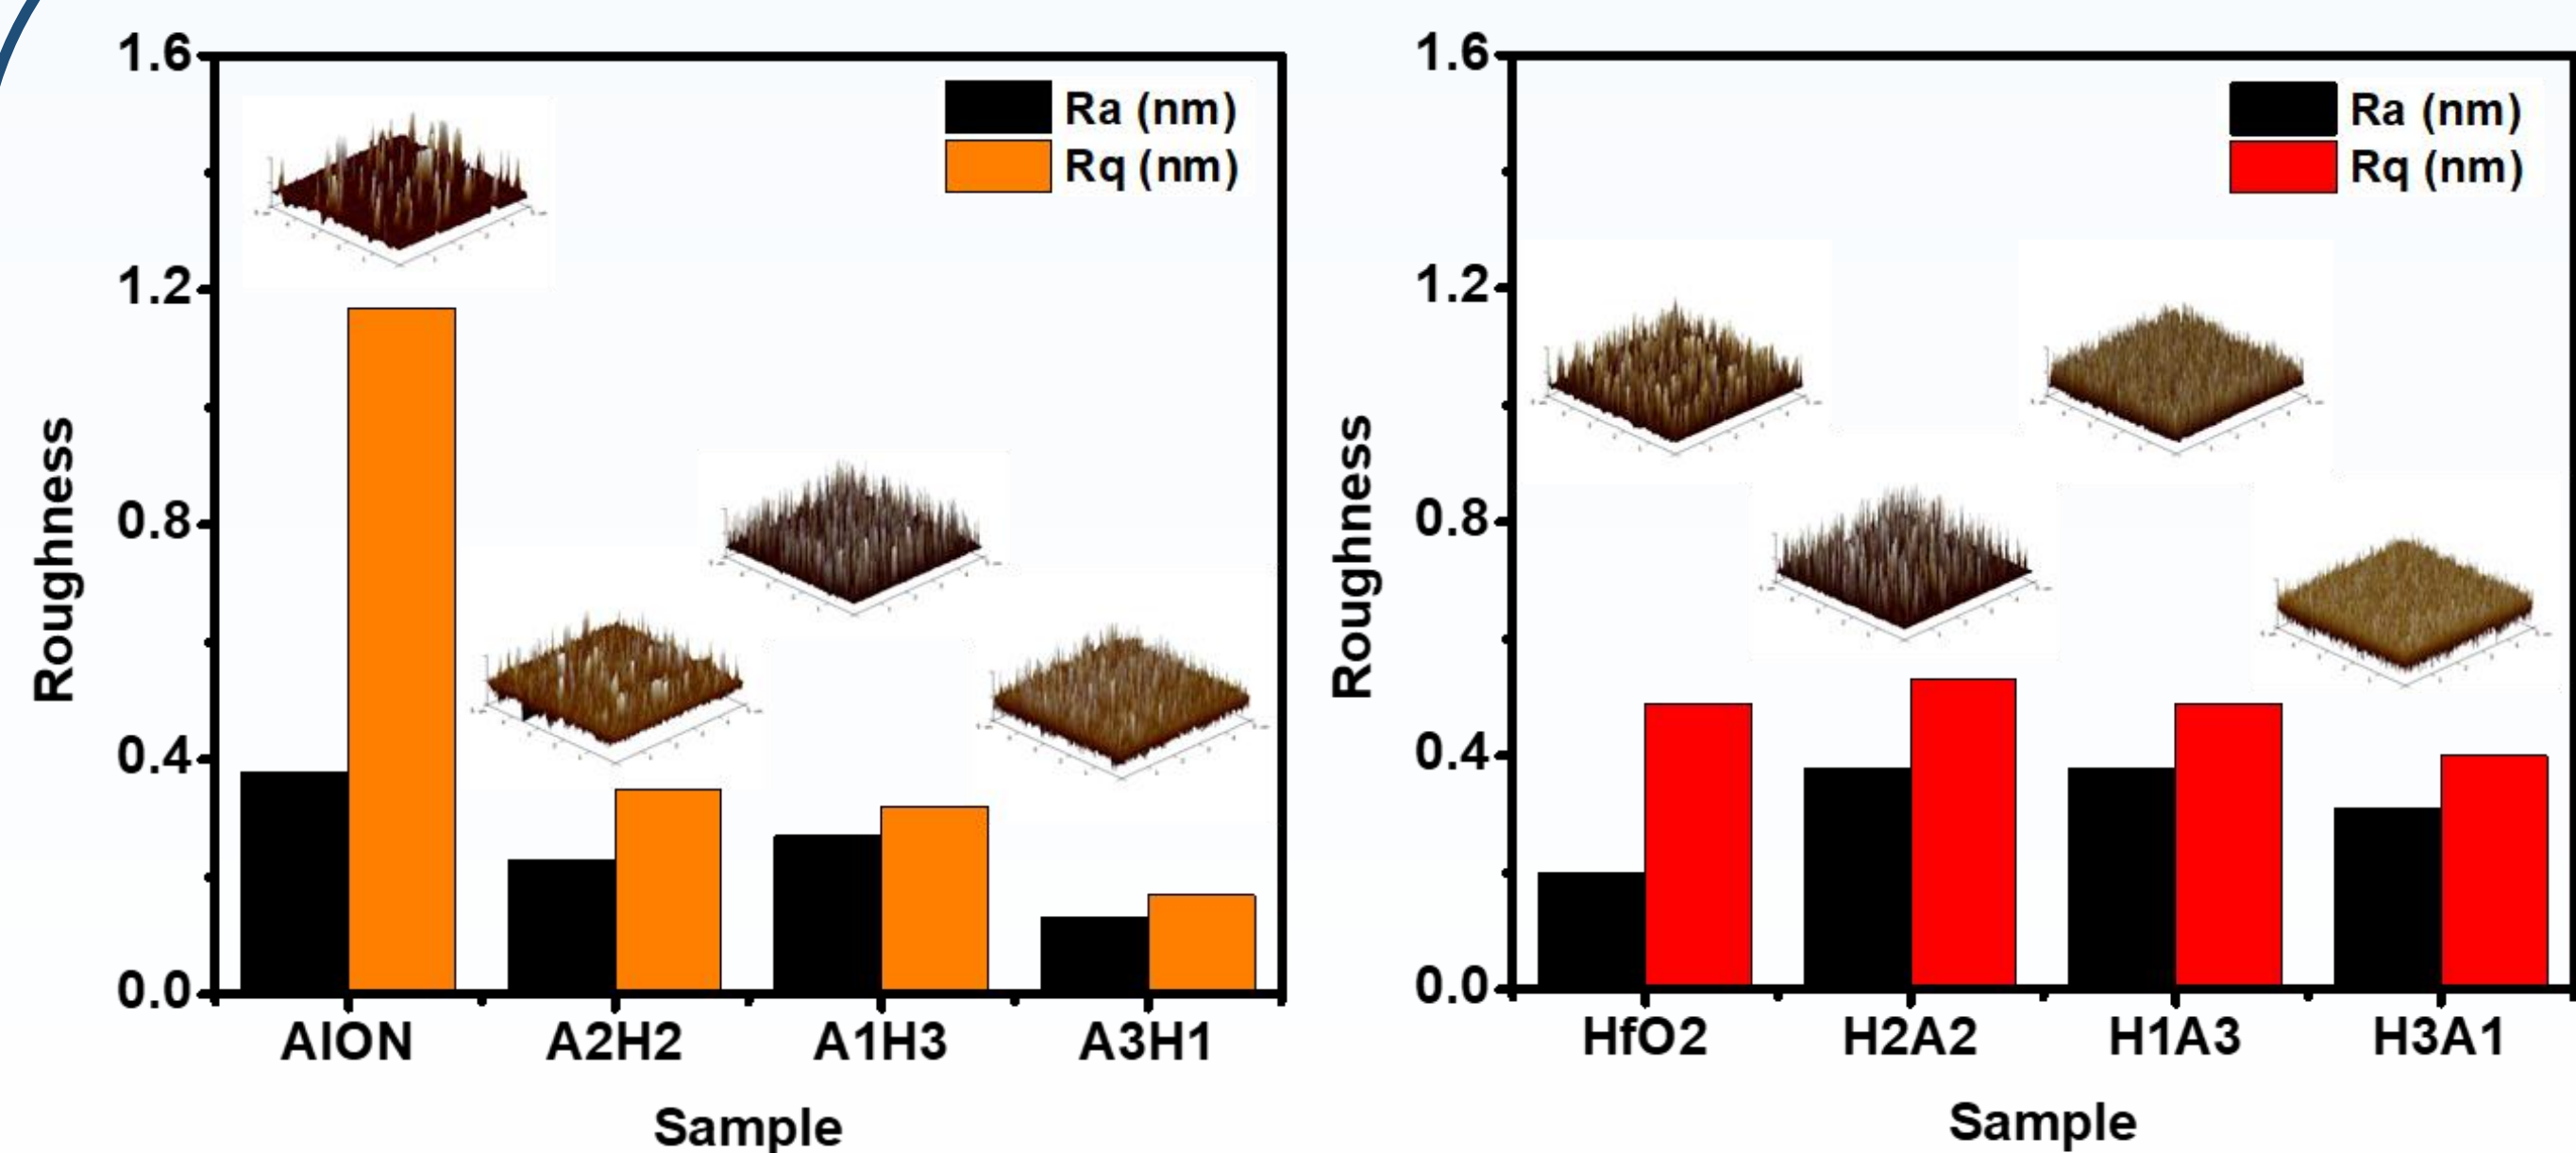 1.6
1.2
0.8
0.4
0.0
Roughness
Ra (nm)
Rq (nm)
AlON
A2H2
A1H3
A3H1
Sample
1.6
1.2
0.8
0.4
0.0
Roughness
Ra (nm)
Rq (nm)
HfO2
H2A2
H1A3
H3A1
Sample